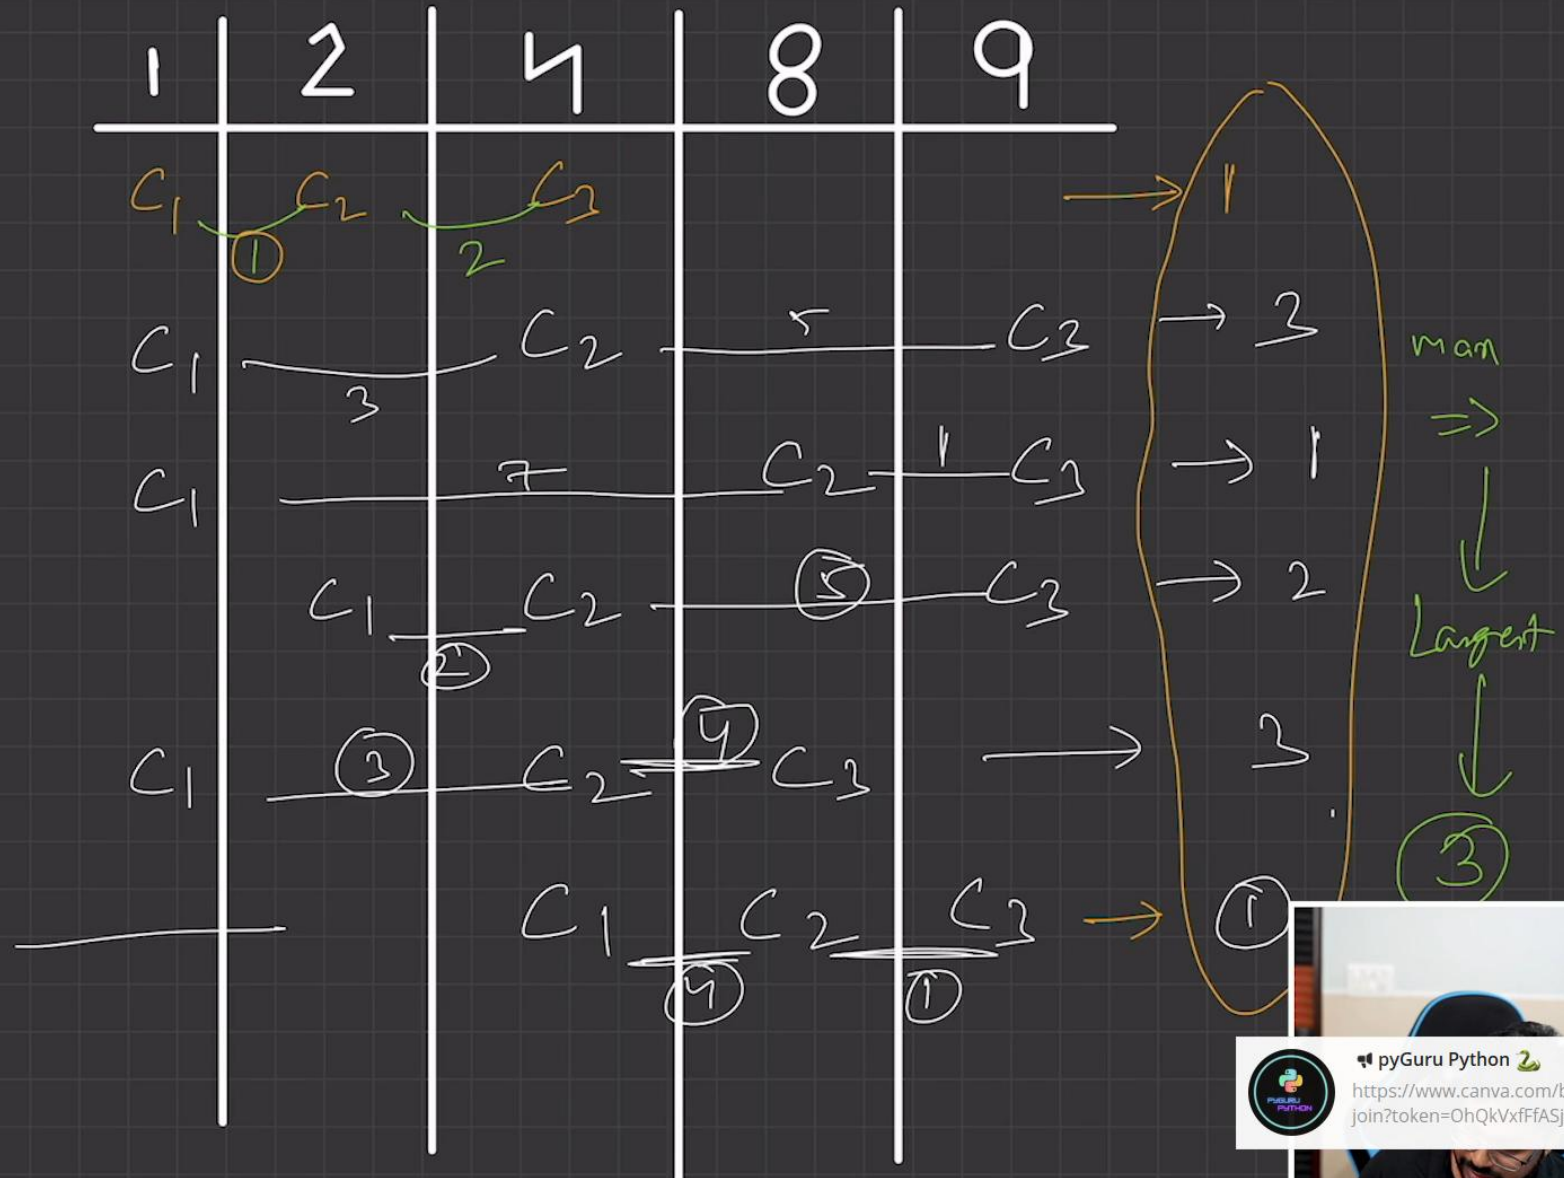 1 2 4 8 9
C1 C2 C3 → 1
1 2
5
C1 C2 C3 → 3
3
7 1
C1 C2 C3 → 1
5
C1 C2 C3 → 2
2
3 4
C1 C2 C3 → 3
C1 C2 C3 → 1
4 1
max
⇒
Largest
3
pyGuru Python
https://www.canva.com/b
join?token=OhQkVxfFfASj
PYGURU
PYTHON